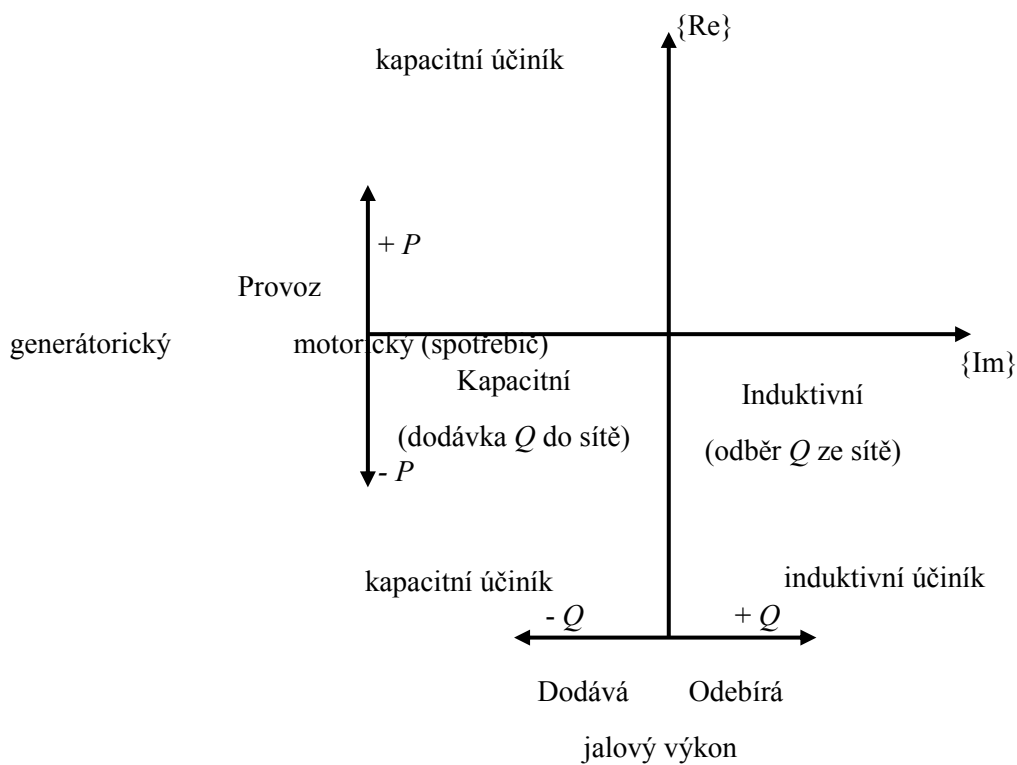 {Re}
kapacitní účiník
+ P
Provoz
generátorický
motorický (spotřebič)
{Im}
Kapacitní
(dodávka Q do sítě)
Induktivní
(odběr Q ze sítě)
- P
kapacitní účiník
induktivní účiník
- Q
+ Q
Dodává
Odebírá
jalový výkon